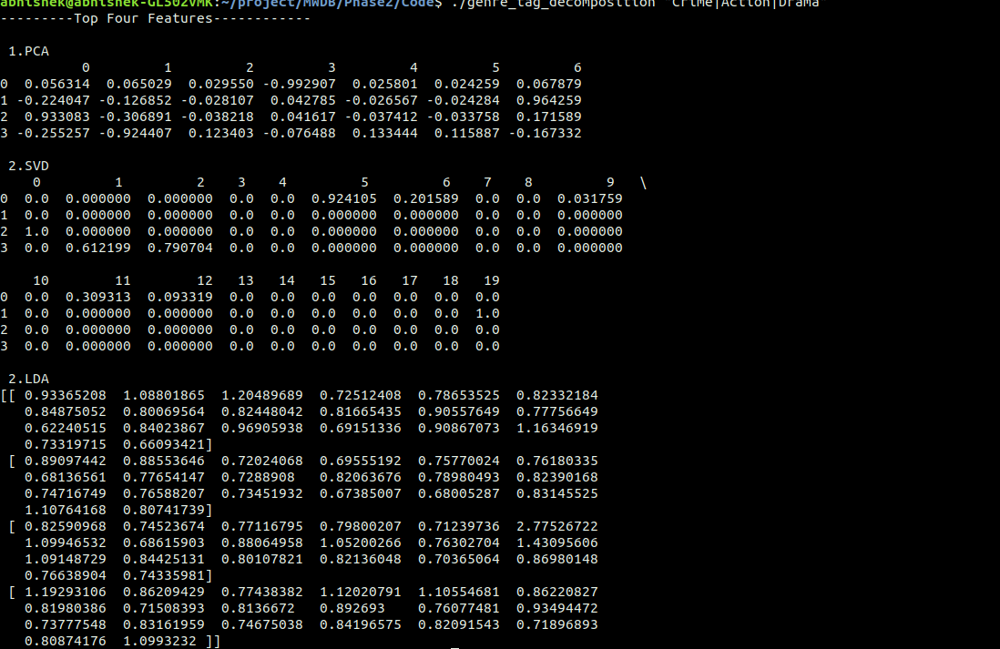 abhishek@abhishek-GL502VMK:~/project/MWDB/Phase2/Code$ ./genre_tag_decomposition "Crime|Action|Drama"
----------Top Four Features------------
1.PCA
0 1 2 3 4 5 6
0 0.056314 0.065029 0.029550 -0.992907 0.025801 0.024259 0.067879
1 -0.224047 -0.126852 -0.028107 0.042785 -0.026567 -0.024284 0.964259
2 0.933083 -0.306891 -0.038218 0.041617 -0.037412 -0.033758 0.171589
3 -0.255257 -0.924407 0.123403 -0.076488 0.133444 0.115887 -0.167332
2.SVD
0 1 2 3 4 5 6 7 8 9 \
0 0.0 0.000000 0.000000 0.0 0.0 0.924105 0.201589 0.0 0.0 0.031759
1 0.0 0.000000 0.000000 0.0 0.0 0.000000 0.000000 0.0 0.0 0.000000
2 1.0 0.000000 0.000000 0.0 0.0 0.000000 0.000000 0.0 0.0 0.000000
3 0.0 0.612199 0.790704 0.0 0.0 0.000000 0.000000 0.0 0.0 0.000000
10 11 12 13 14 15 16 17 18 19
0 0.0 0.309313 0.093319 0.0 0.0 0.0 0.0 0.0 0.0 0.0
1 0.0 0.000000 0.000000 0.0 0.0 0.0 0.0 0.0 0.0 1.0
2 0.0 0.000000 0.000000 0.0 0.0 0.0 0.0 0.0 0.0 0.0
3 0.0 0.000000 0.000000 0.0 0.0 0.0 0.0 0.0 0.0 0.0
2.LDA
[[ 0.93365208 1.08801865 1.20489689 0.72512408 0.78653525 0.82332184
0.84875052 0.80069564 0.82448042 0.81665435 0.90557649 0.77756649
0.62240515 0.84023867 0.96905938 0.69151336 0.90867073 1.16346919
0.73319715 0.66093421]
[ 0.89097442 0.88553646 0.72024068 0.69555192 0.75770024 0.76180335
0.68136561 0.77654147 0.7288908 0.82063676 0.78980493 0.82390168
0.74716749 0.76588207 0.73451932 0.67385007 0.68005287 0.83145525
1.10764168 0.80741739]
[ 0.82590968 0.74523674 0.77116795 0.79800207 0.71239736 2.77526722
1.09946532 0.68615903 0.88064958 1.05200266 0.76302704 1.43095606
1.09148729 0.84425131 0.80107821 0.82136048 0.70365064 0.86980148
0.76638904 0.74335981]
[ 1.19293106 0.86209429 0.77438382 1.12020791 1.10554681 0.86220827
0.81980386 0.71508393 0.8136672 0.892693 0.76077481 0.93494472
0.73777548 0.83161959 0.74675038 0.84196575 0.82091543 0.71896893
0.80874176 1.0993232 ]]